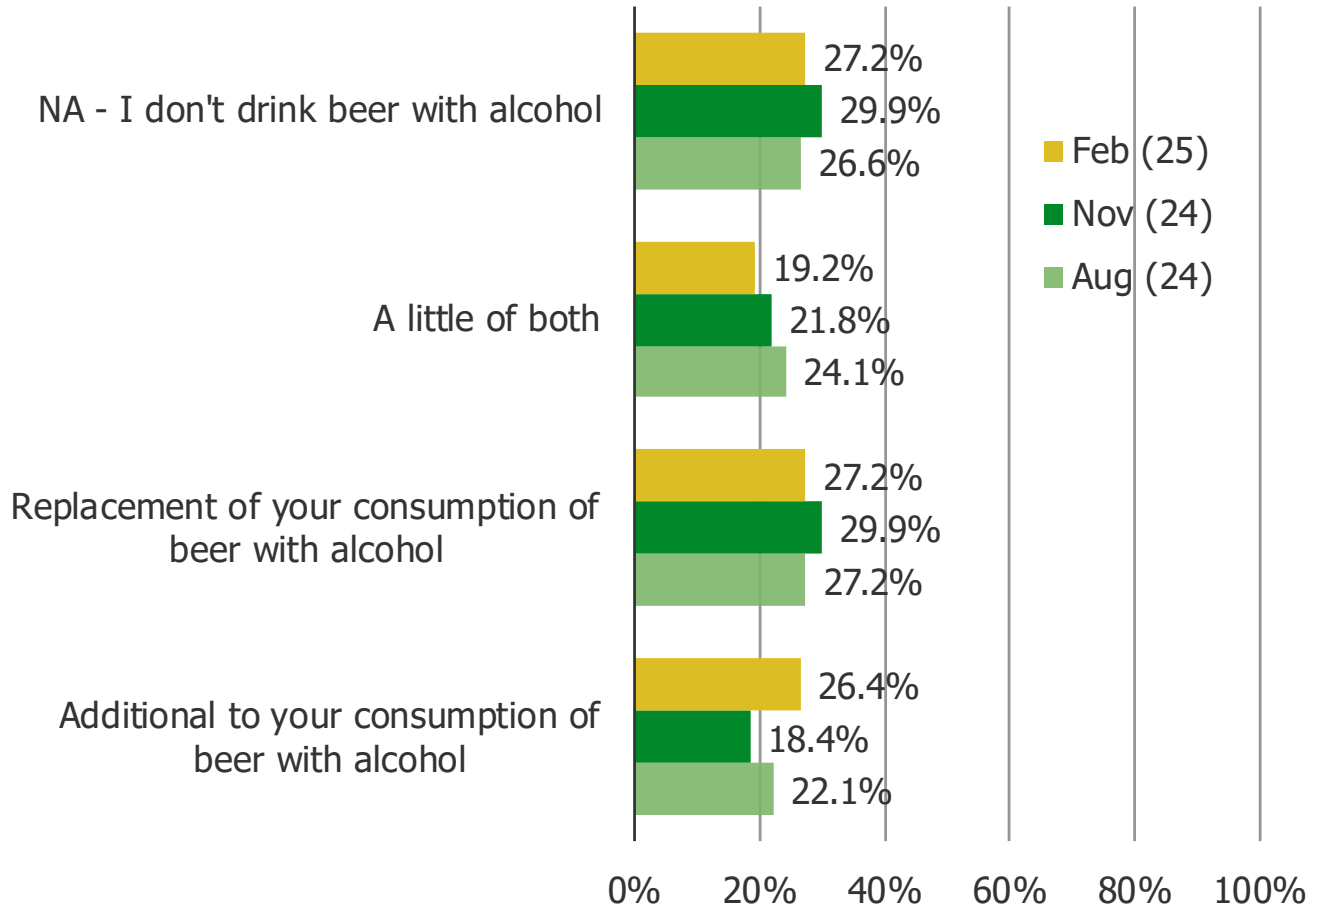 27.2%
NA - I don't drink beer with alcohol
29.9%
26.6%
Feb (25)
Nov (24)
Aug (24)
19.2%
A little of both
21.8%
24.1%
27.2%
Replacement of your consumption of
beer with alcohol
29.9%
27.2%
26.4%
Additional to your consumption of
beer with alcohol
18.4%
22.1%
0% 20% 40% 60% 80% 100%